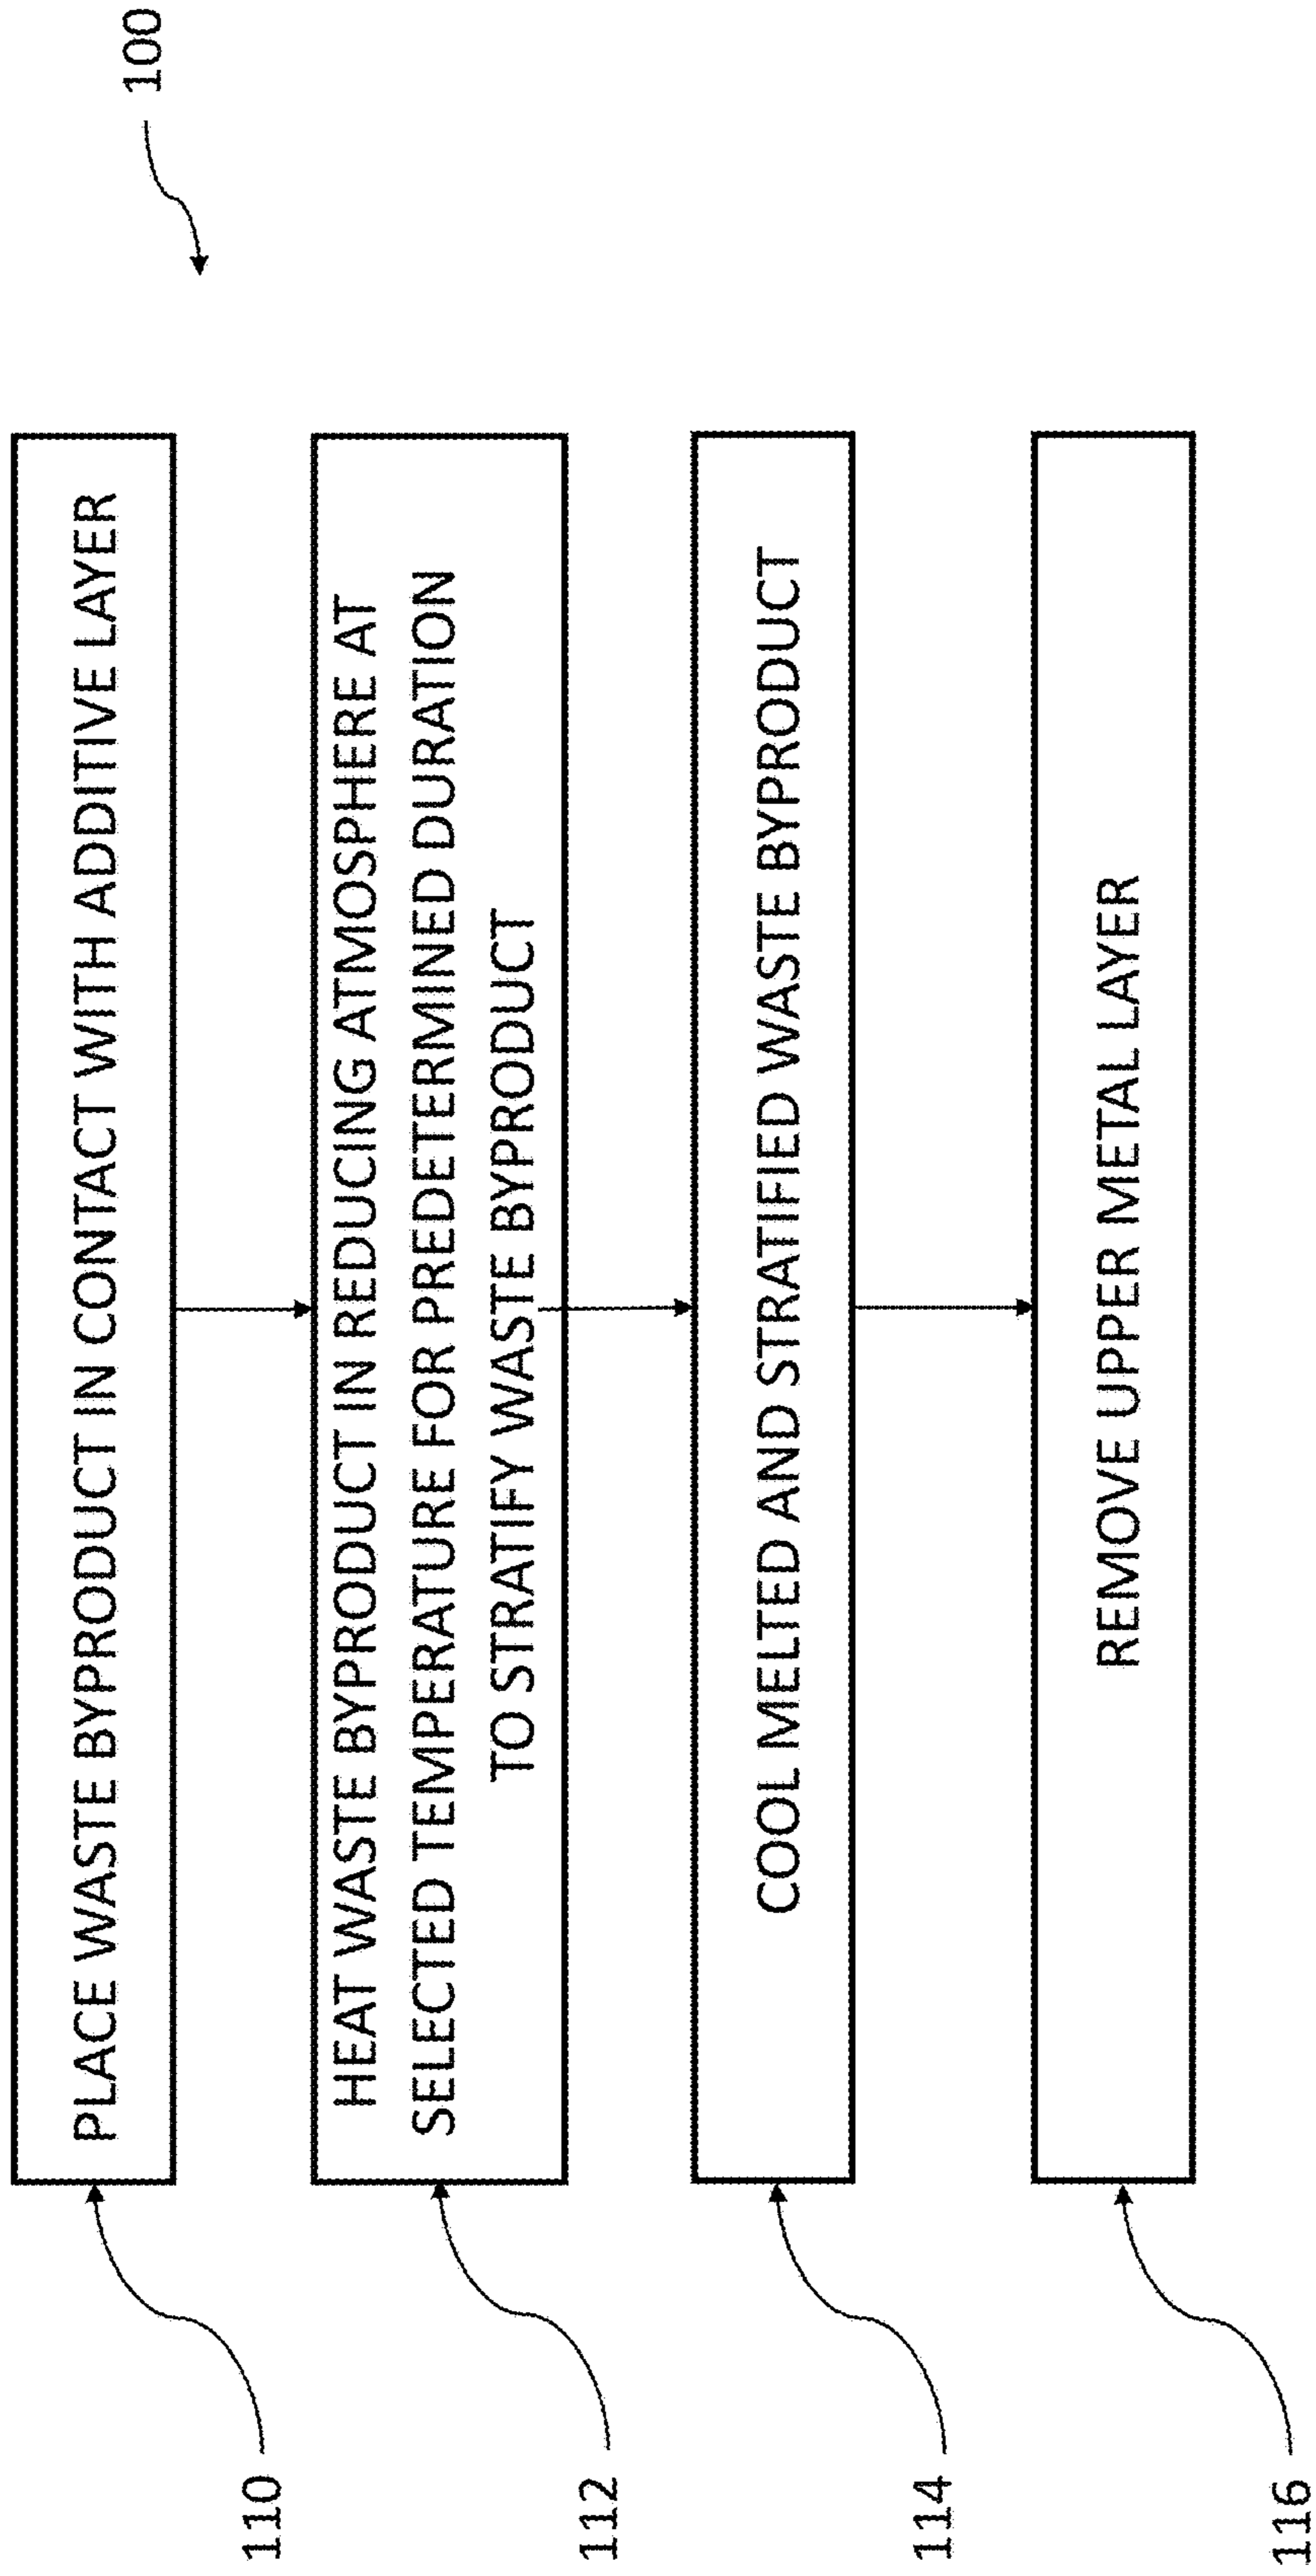 100
110
PLACE WASTE BYPRODUCT IN CONTACT WITH ADDITIVE LAYER
112
HEAT WASTE BYPRODUCT IN REDUCING ATMOSPHERE AT
SELECTED TEMPERATURE FOR PREDETERMINED DURATION
TO STRATIFY WASTE BYPRODUCT
114
COOL MELTED AND STRATIFIED WASTE BYPRODUCT
116
REMOVE UPPER METAL LAYER